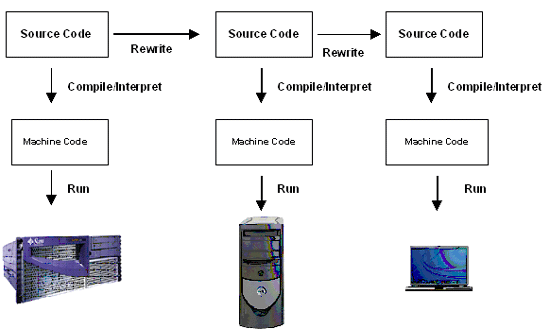 Source Code
Source Code
Source Code
Rewrite
Rewrite
Compile/Interpret
Compile/Interpret
Compile/Interpret
Machine Code
Machine Code
Machine Code
Run
Run
Run
Sun